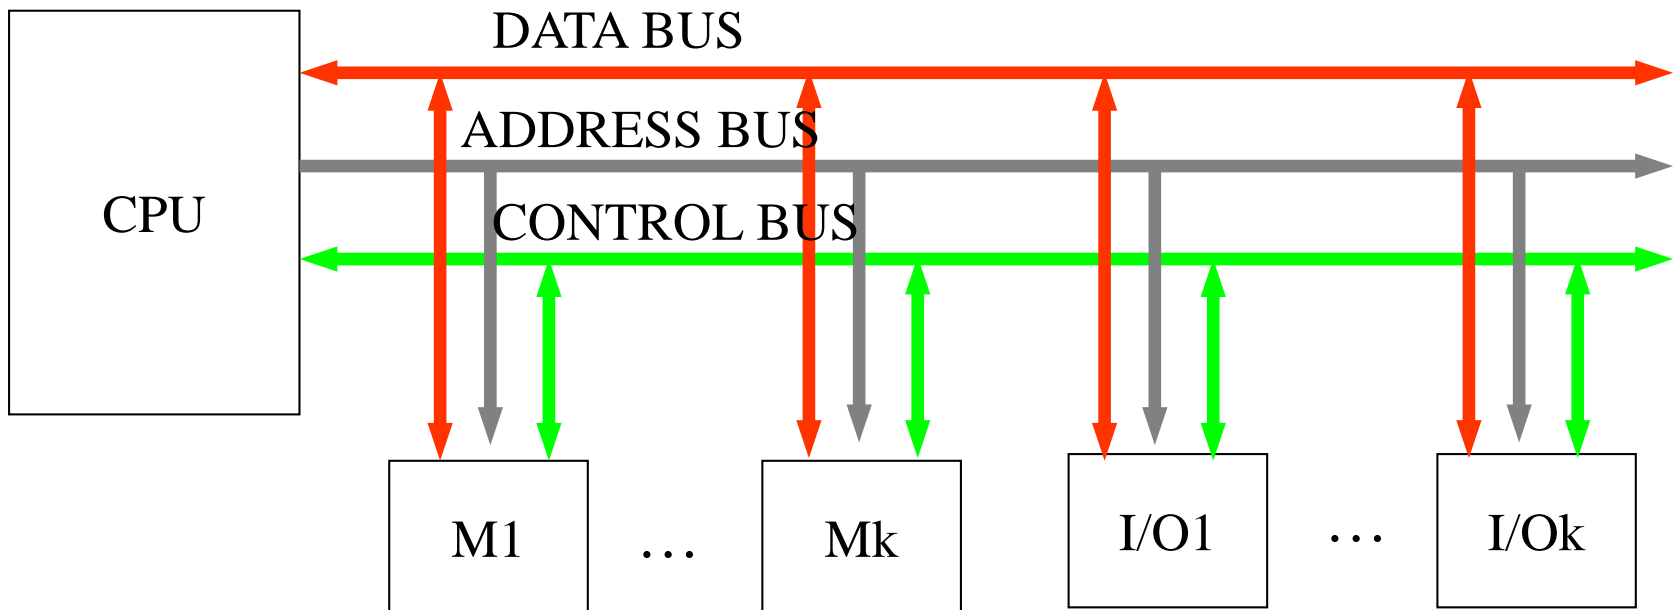 DATA BUS
ADDRESS BUS
CPU
CONTROL BUS
M1
...
Mk
I/O1
...
I/Ok